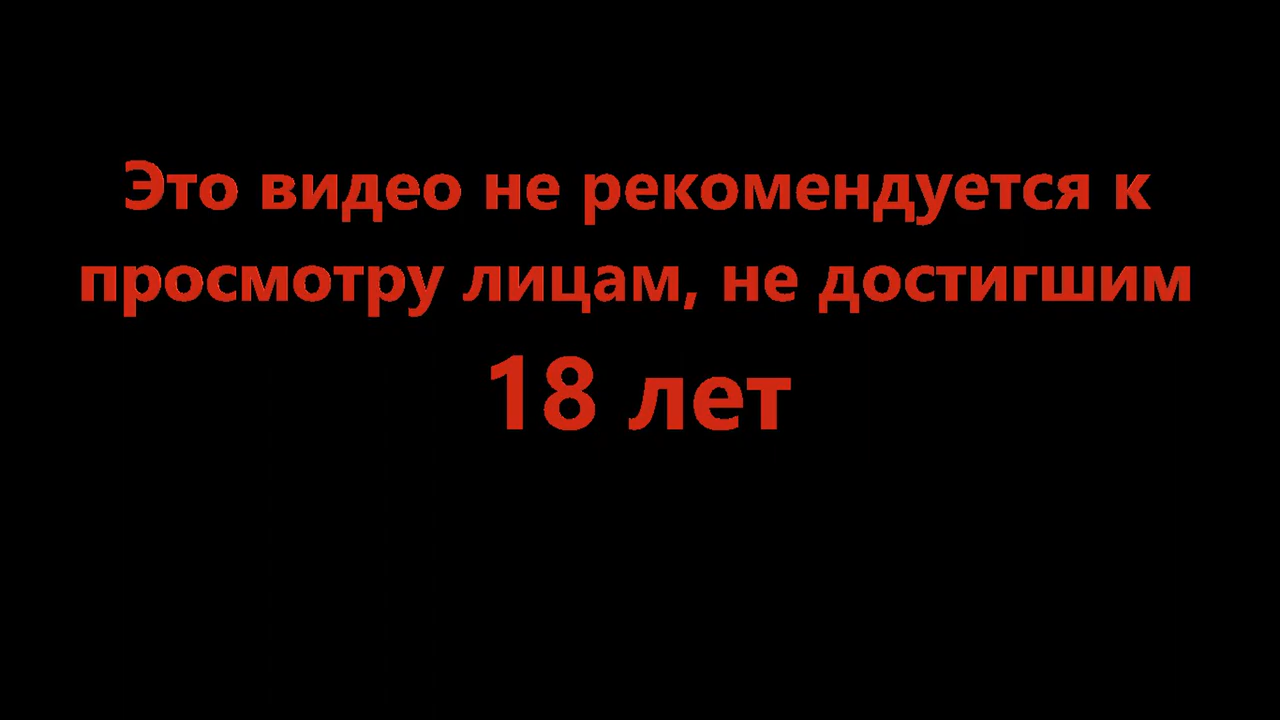 Это видео не рекомендуется к
просмотру лицам, не достигшим
18 лет